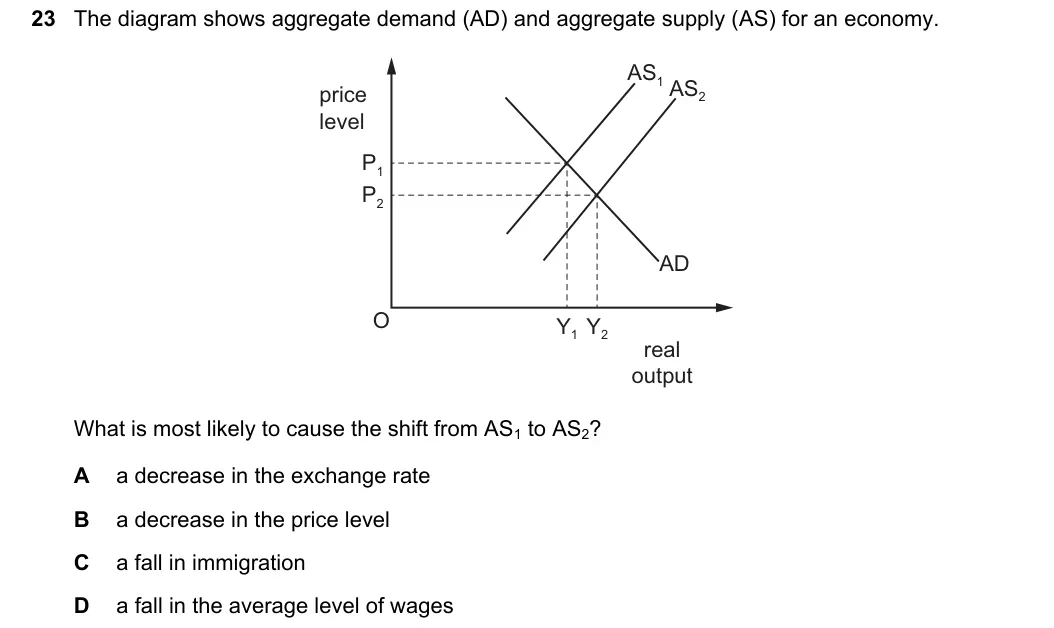 23 The diagram shows aggregate demand (AD) and aggregate supply (AS) for an economy.
AS₁
AS₂
price
level
P₁
P₂
AD
O
Y₁ Y₂
real
output
What is most likely to cause the shift from AS₁ to AS₂?
A a decrease in the exchange rate
B a decrease in the price level
C a fall in immigration
D a fall in the average level of wages